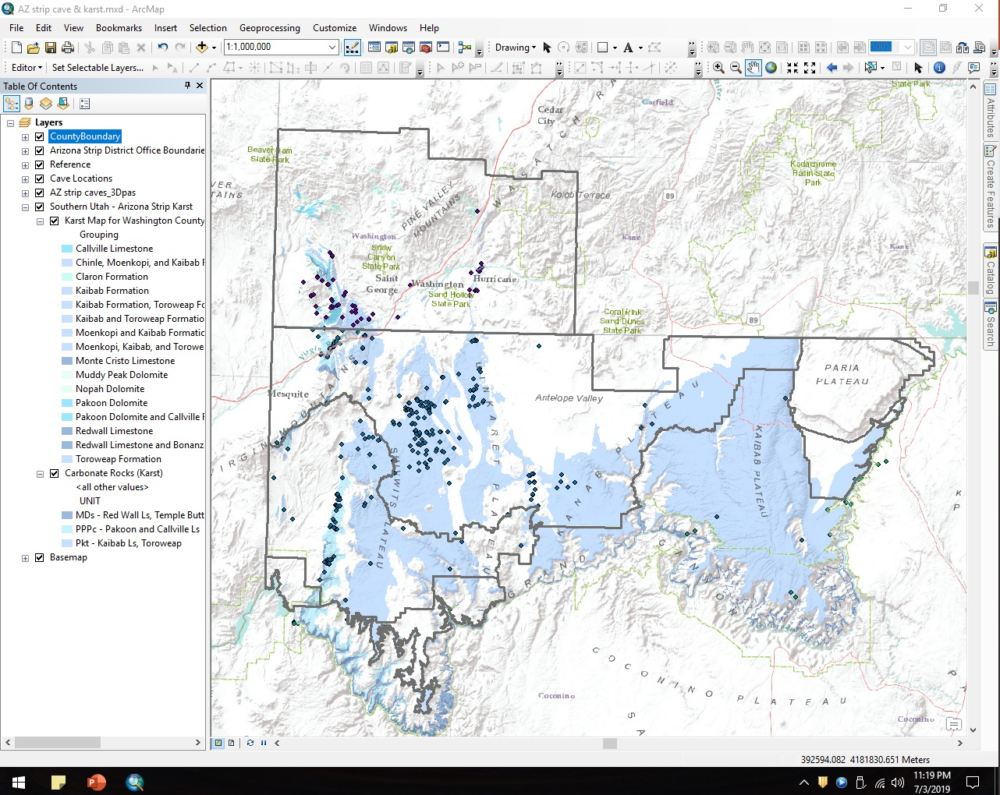 AZ strip cave & karst.mxd - ArcMap
File Edit View Bookmarks Insert Selection Geoprocessing Customize Windows Help
1:1,000,000 Drawing A 100%
Editor Set Selectable Layers...
Table Of Contents
Layers
CountyBoundary
Arizona Strip District Office Boundarie
Reference
Cave Locations
AZ strip caves_3Dpas
Southern Utah - Arizona Strip Karst
Karst Map for Washington County
Grouping
Callville Limestone
Chinle, Moenkopi, and Kaibab F
Claron Formation
Kaibab Formation
Kaibab Formation, Toroweap Fo
Kaibab and Toroweap Formatio
Moenkopi and Kaibab Formatic
Moenkopi, Kaibab, and Torowe
Monte Cristo Limestone
Muddy Peak Dolomite
Nopah Dolomite
Pakoon Dolomite
Pakoon Dolomite and Callville F
Redwall Limestone
Redwall Limestone and Bonanz
Toroweap Formation
Carbonate Rocks (Karst)
<all other values>
UNIT
MDs - Red Wall Ls, Temple Butt
PPPc - Pakoon and Callville Ls
Pkt - Kaibab Ls, Toroweap
Basemap
State Park
River
Garfield
Cedar
City
WASATCH RA
Beaver Dam
State Park
Kodachrome
Basin State
Park
VER
TAINS
PINE VALLEY
MOUNTAINS
Kolob Terrace
89
Washington
Kane
Kane
Snow
Canyon
State Park
Saint
George
Washington
Hurricane
Sand Hollow
State Park
Coral Pink
Sand Dunes
State Park
89
Virgin
PARIA
PLATEAU
Mesquite
Antelope Valley
VIRGIN MOUNTAINS
UINKARET PLATEAU
SHIVWITS PLATEAU
KANAB PLATEAU
KAIBAB PLATEAU
GRAND CANYON
COCONINO PLATEAU
Coconino
Coconino
Attributes
Create Features
Catalog
Search
392594.082 4181830.651 Meters
11:19 PM
7/3/2019